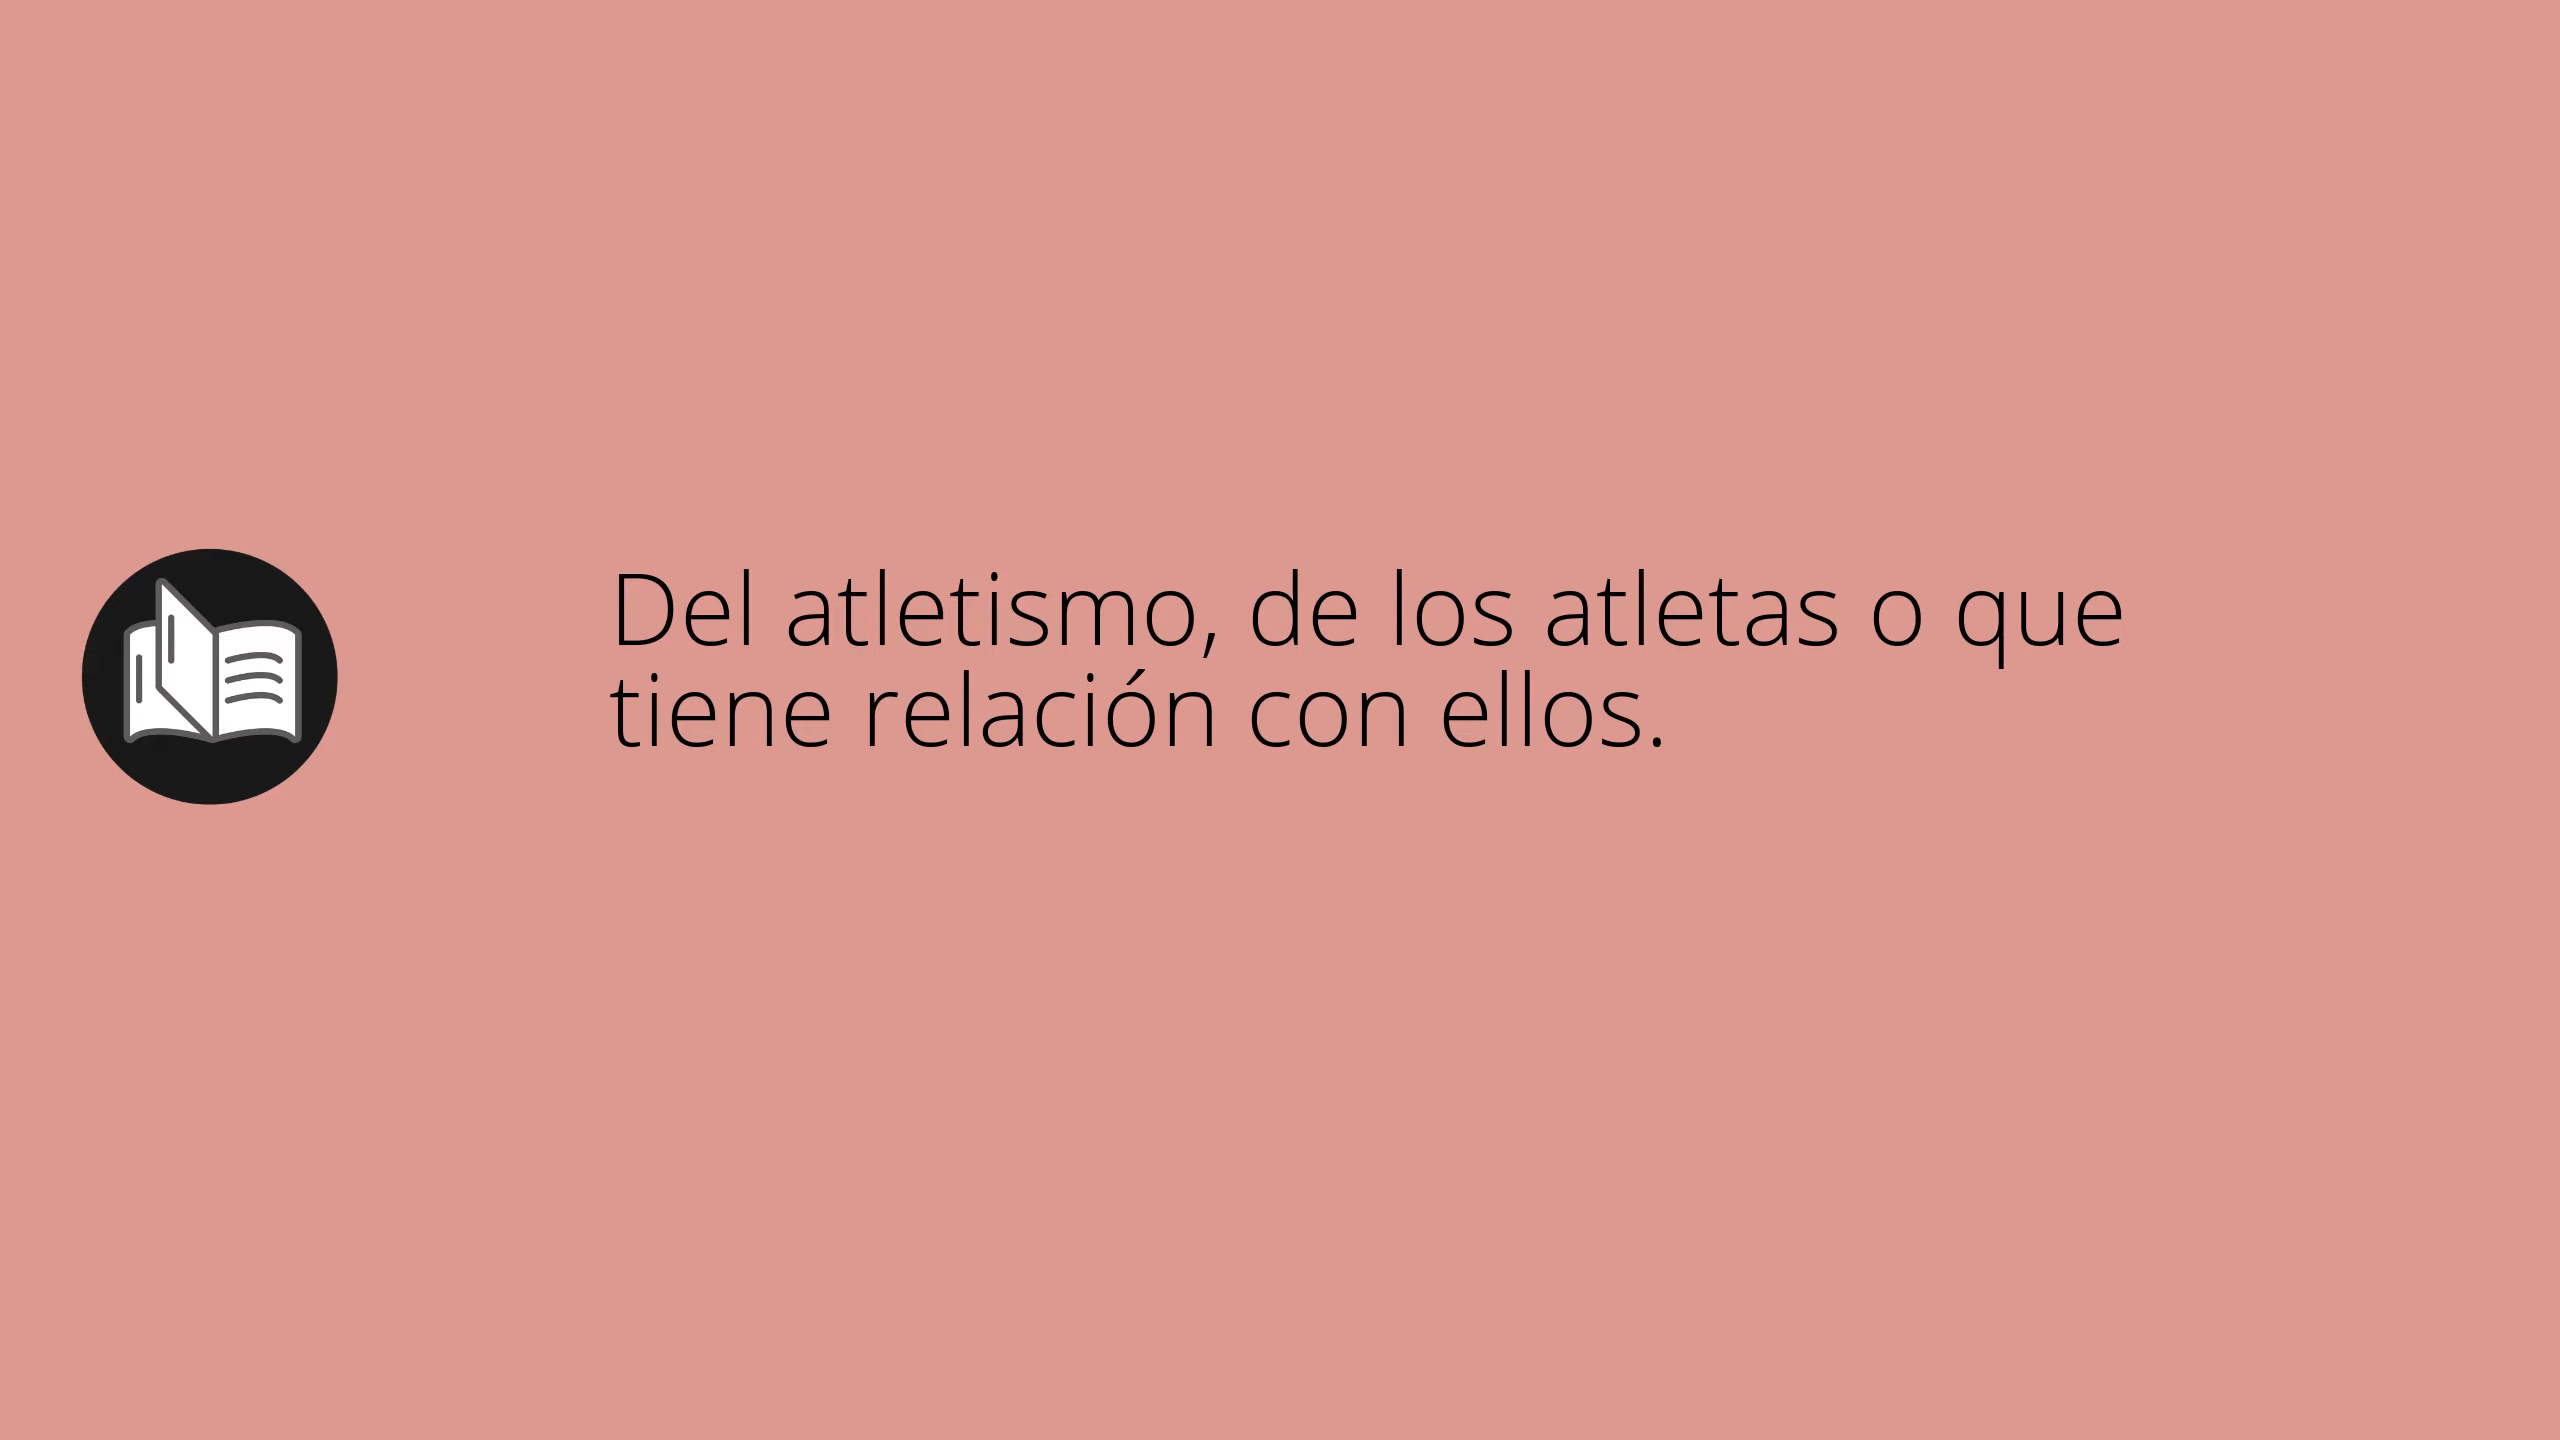 Del atletismo, de los atletas o que
tiene relación con ellos.